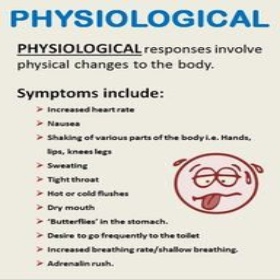 PHYSIOLOGICAL
PHYSIOLOGICAL responses involve
physical changes to the body.
Symptoms include:
➤ Increased heart rate
➤ Nausea
➤ Shaking of various parts of the body i.e. Hands,
lips, knees legs
➤ Sweating
➤ Tight throat
➤ Hot or cold flushes
➤ Dry mouth
➤ 'Butterflies' in the stomach.
➤ Desire to go frequently to the toilet
➤ Increased breathing rate/shallow breathing.
➤ Adrenalin rush.